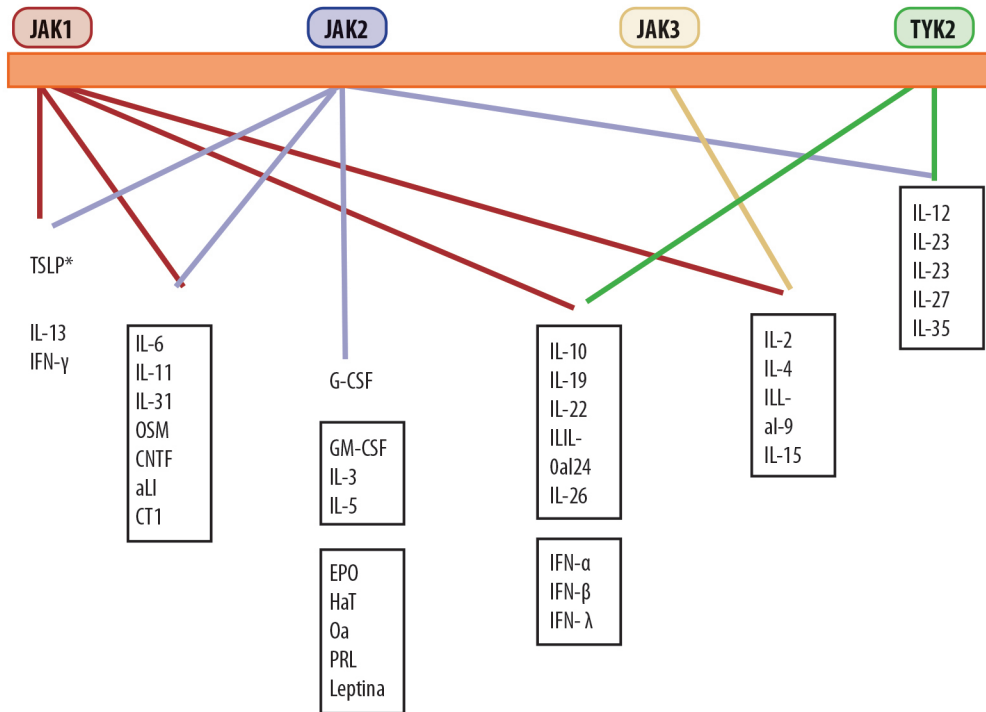 JAK1
JAK2
JAK3
TYK2
TSLP*
IL-13
IFN-γ
IL-6
IL-11
IL-31
OSM
CNTF
aLI
CT1
G-CSF
GM-CSF
IL-3
IL-5
EPO
HaT
Oa
PRL
Leptina
IL-10
IL-19
IL-22
ILIL-
0al24
IL-26
IFN-α
IFN-β
IFN- λ
IL-2
IL-4
ILL-
al-9
IL-15
IL-12
IL-23
IL-23
IL-27
IL-35